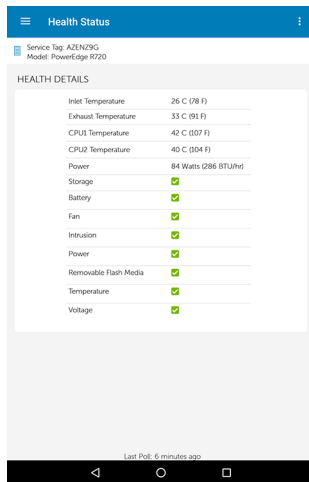 Health Status
Service Tag: AZENZ9G
Model: PowerEdge R720
HEALTH DETAILS
Inlet Temperature 26 C (78 F)
Exhaust Temperature 33 C (91 F)
CPU1 Temperature 42 C (107 F)
CPU2 Temperature 40 C (104 F)
Power 84 Watts (286 BTU/hr)
Storage
Battery
Fan
Intrusion
Power
Removable Flash Media
Temperature
Voltage
Last Poll: 6 minutes ago